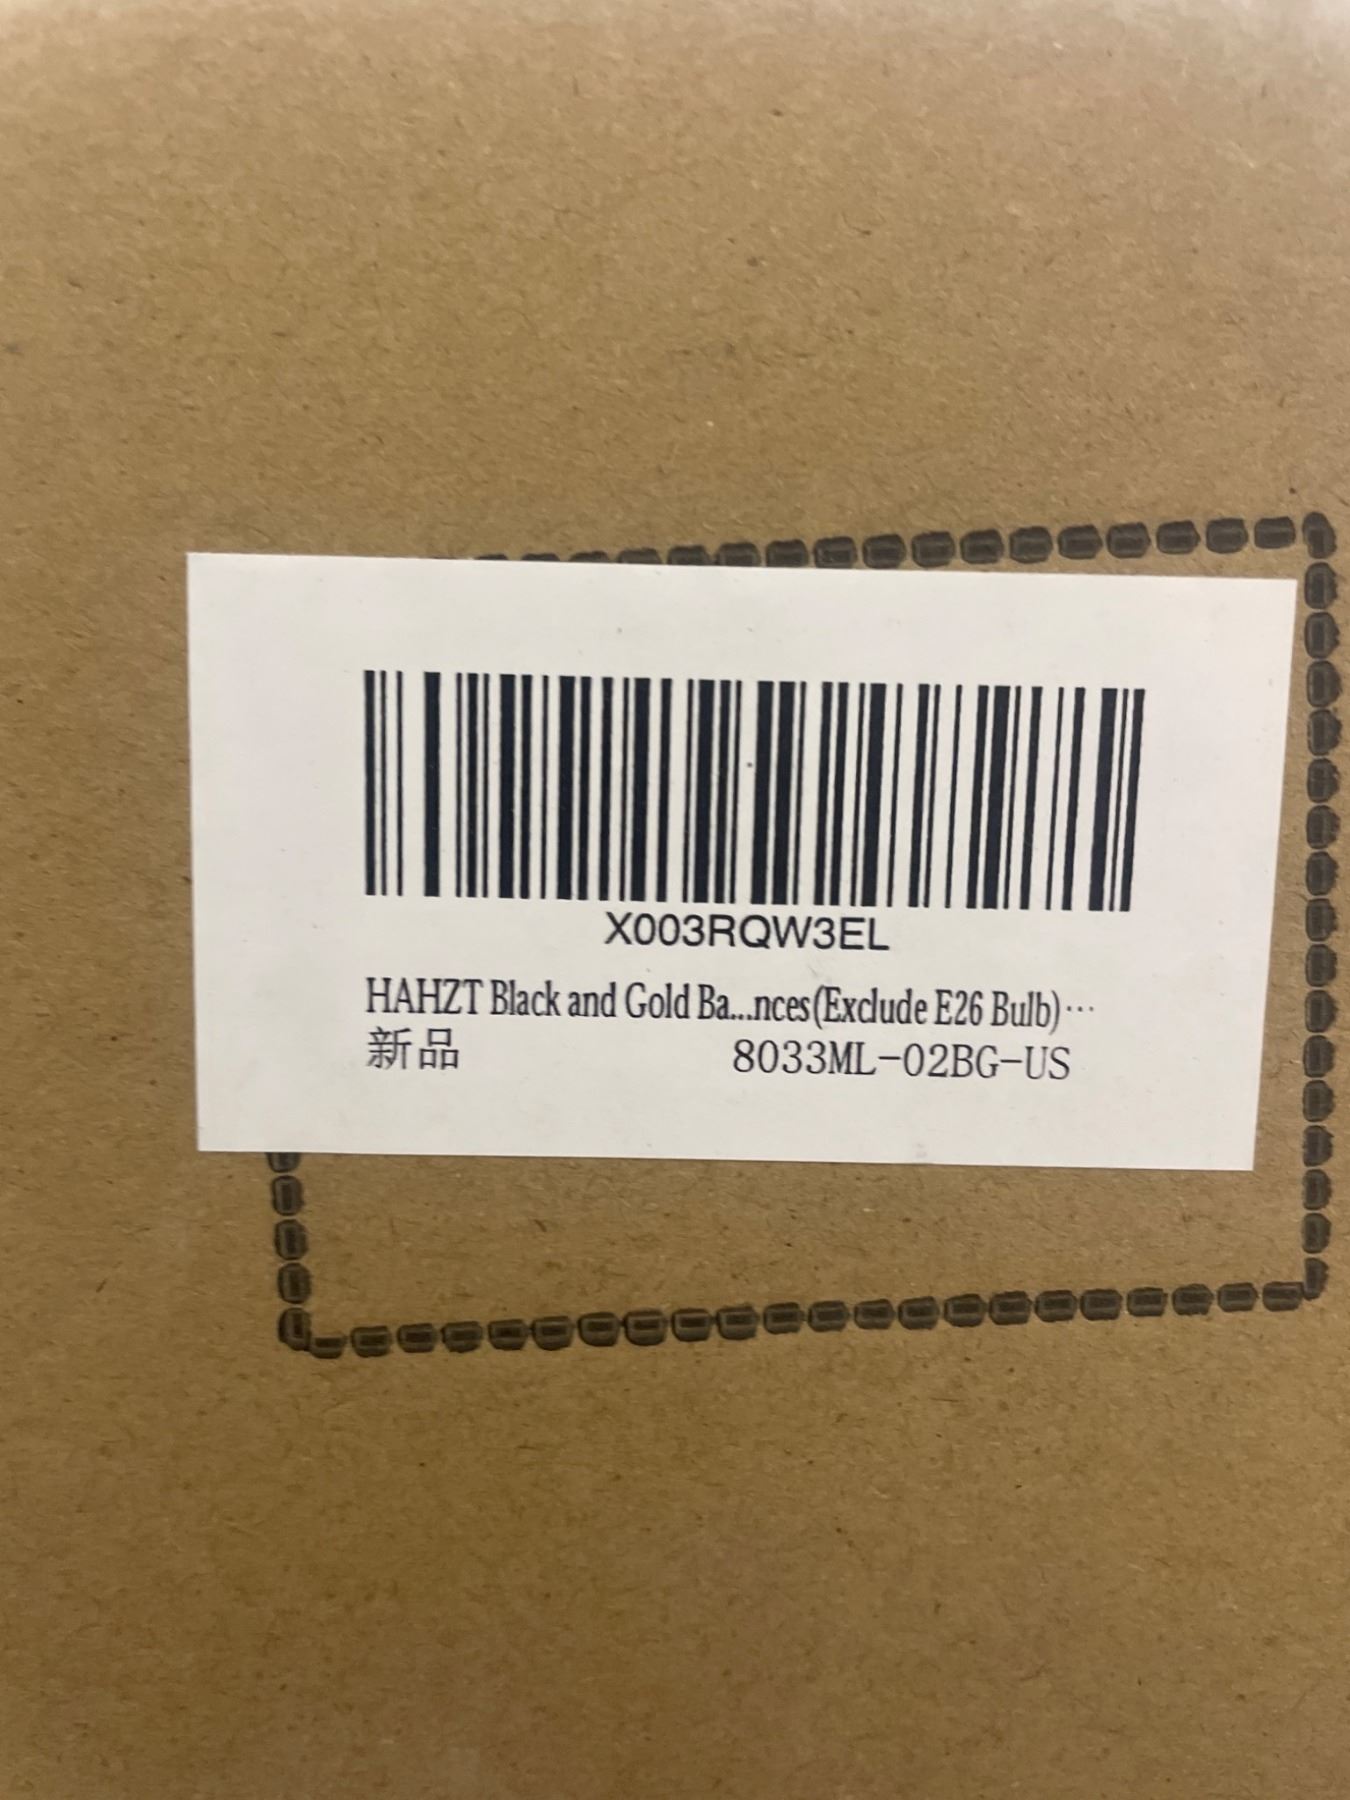 X003RQW3EL
HAHZT Black and Gold Ba...nces(Exclude E26 Bulb)···
新品 8033ML-02BG-US